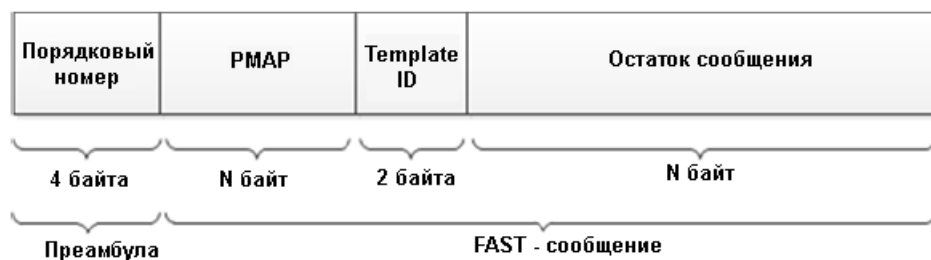 Порядковый
номер
PMAP
Template
ID
Остаток сообщения
4 байта
N байт
2 байта
N байт
Преамбула
FAST - сообщение